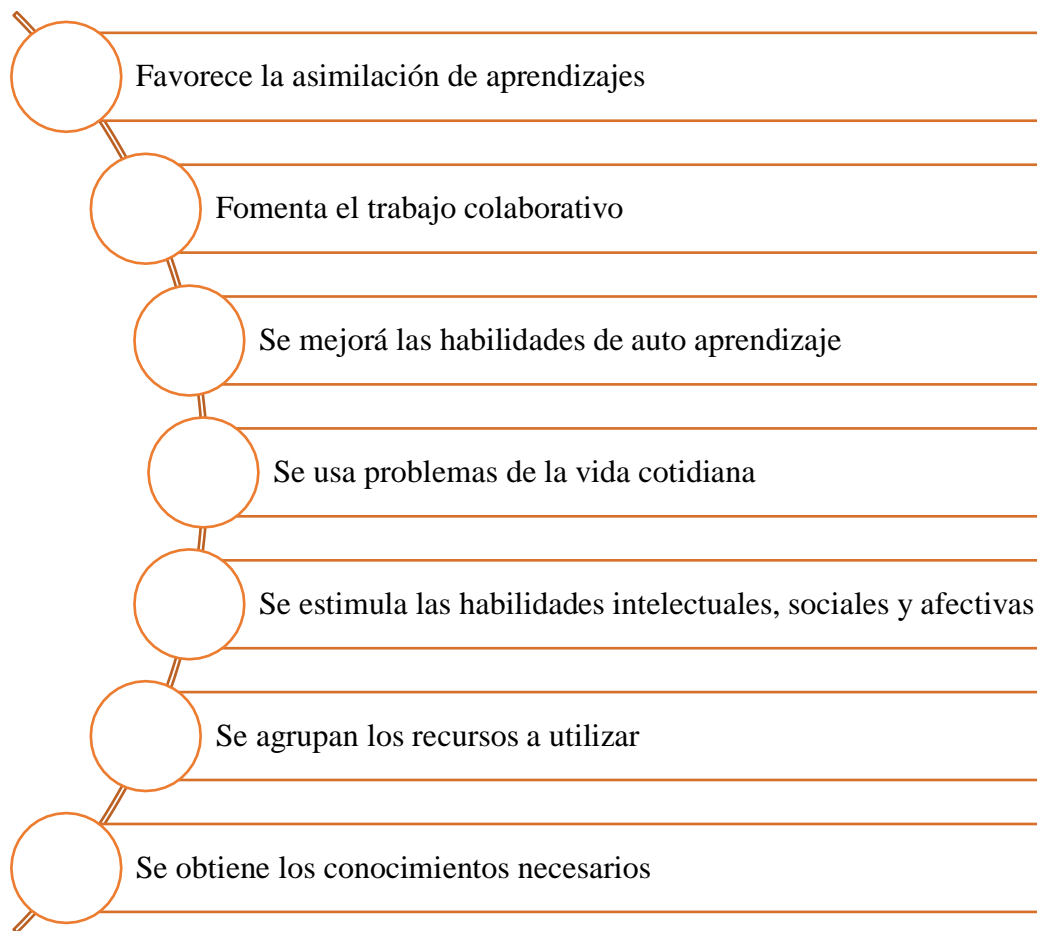 Favorece la asimilación de aprendizajes
Fomenta el trabajo colaborativo
Se mejorá las habilidades de auto aprendizaje
Se usa problemas de la vida cotidiana
Se estimula las habilidades intelectuales, sociales y afectivas
Se agrupan los recursos a utilizar
Se obtiene los conocimientos necesarios